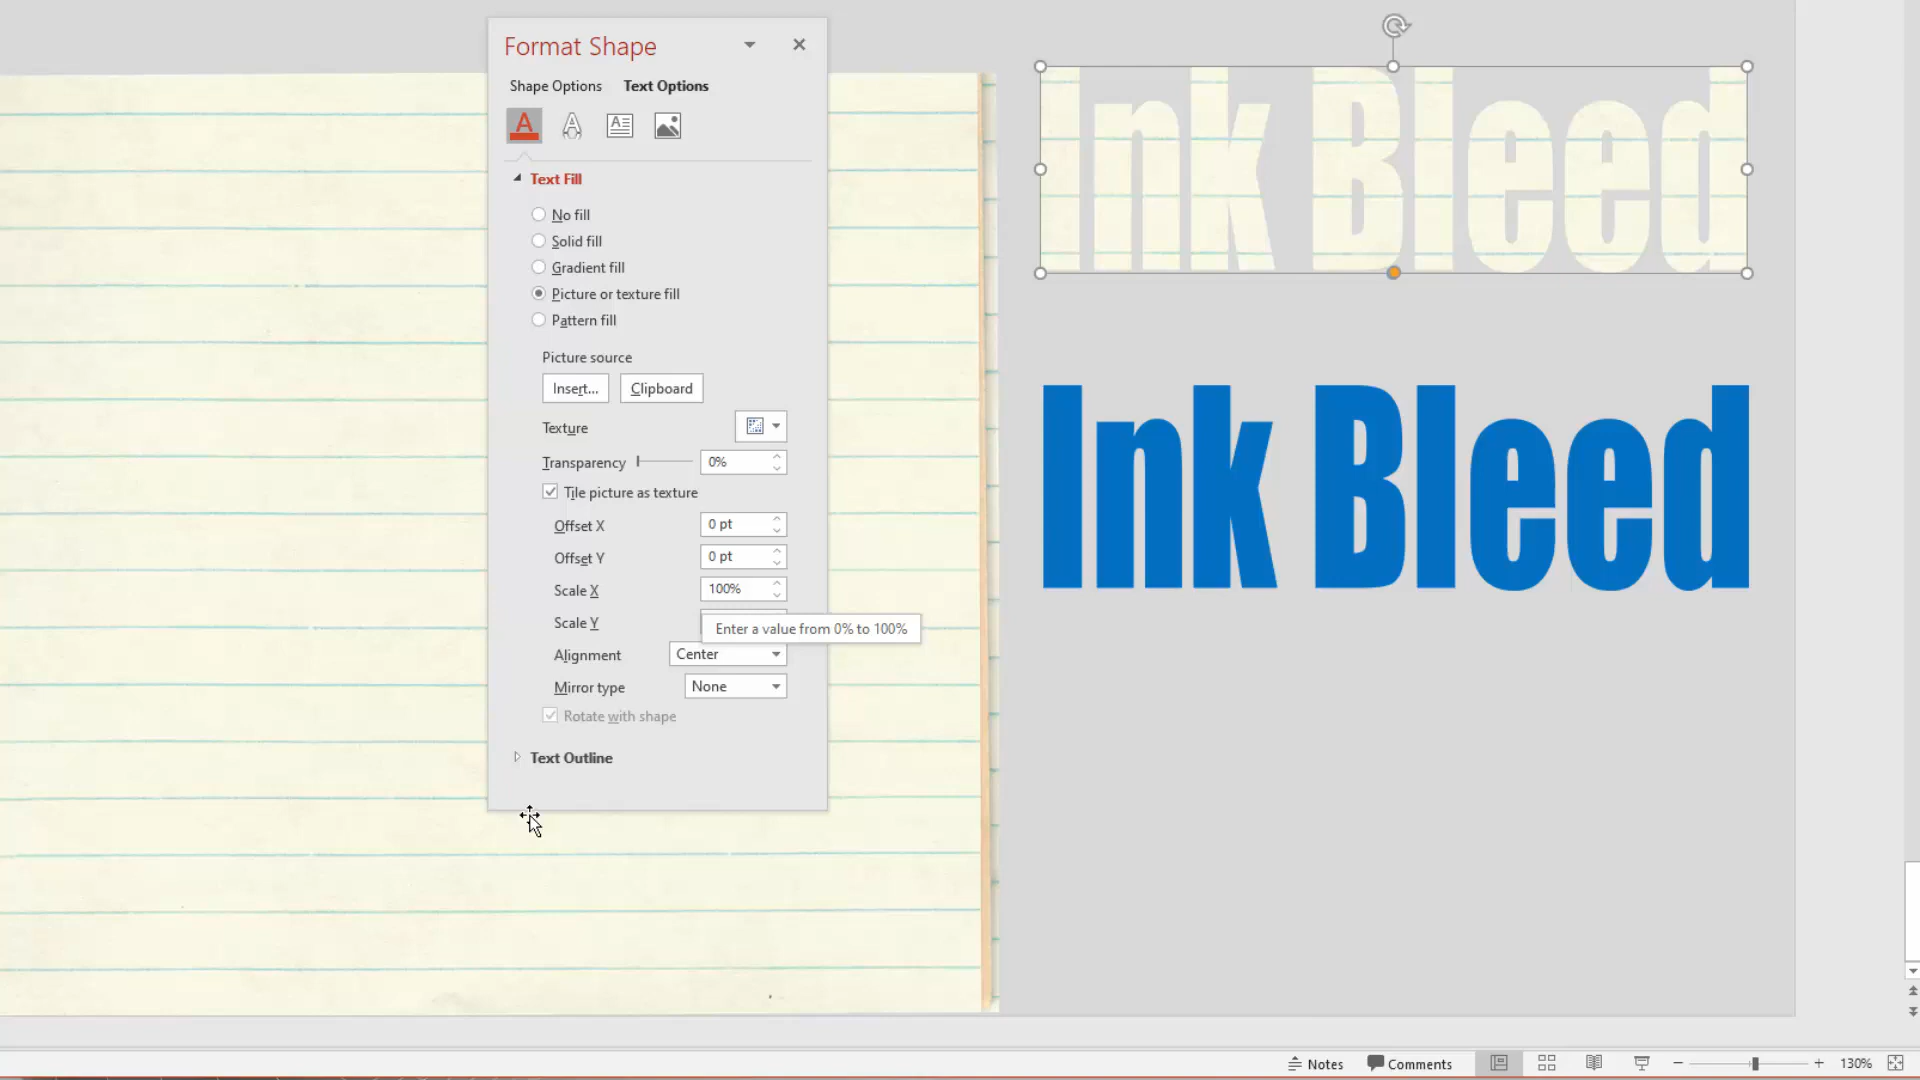 Format Shape
Shape Options Text Options
Text Fill
No fill
Solid fill
Gradient fill
Picture or texture fill
Pattern fill
Picture source
Insert... Clipboard
Texture
Transparency 0%
Tile picture as texture
Offset X 0 pt
Offset Y 0 pt
Scale X 100%
Scale Y
Enter a value from 0% to 100%
Alignment Center
Mirror type None
Rotate with shape
Text Outline
Ink Bleed
Ink Bleed
Notes Comments 130%